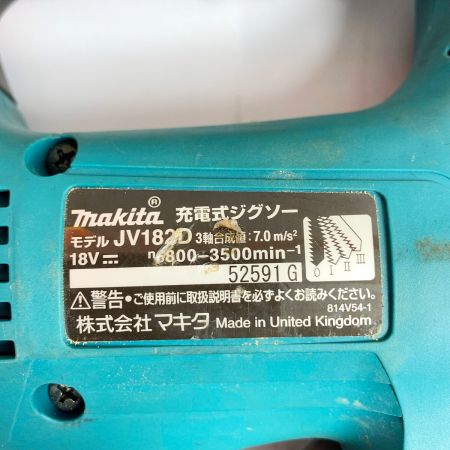 makita® 充電式ジグソー
モデル JV182D 3軸合成値:7.0 m/s²
18V n₀800-3500min⁻¹
O I II III
52591 G
警告・ご使用前に取扱説明書を必ずよくお読みください。
814V54-1
株式会社 マキタ Made in United Kingdom